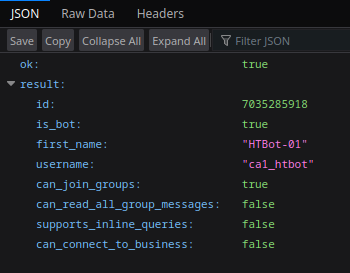 JSON Raw Data Headers
Save Copy Collapse All Expand All Filter JSON
ok: true
result:
id: 7035285918
is_bot: true
first_name: "HTBot-01"
username: "ca1_htbot"
can_join_groups: true
can_read_all_group_messages: false
supports_inline_queries: false
can_connect_to_business: false